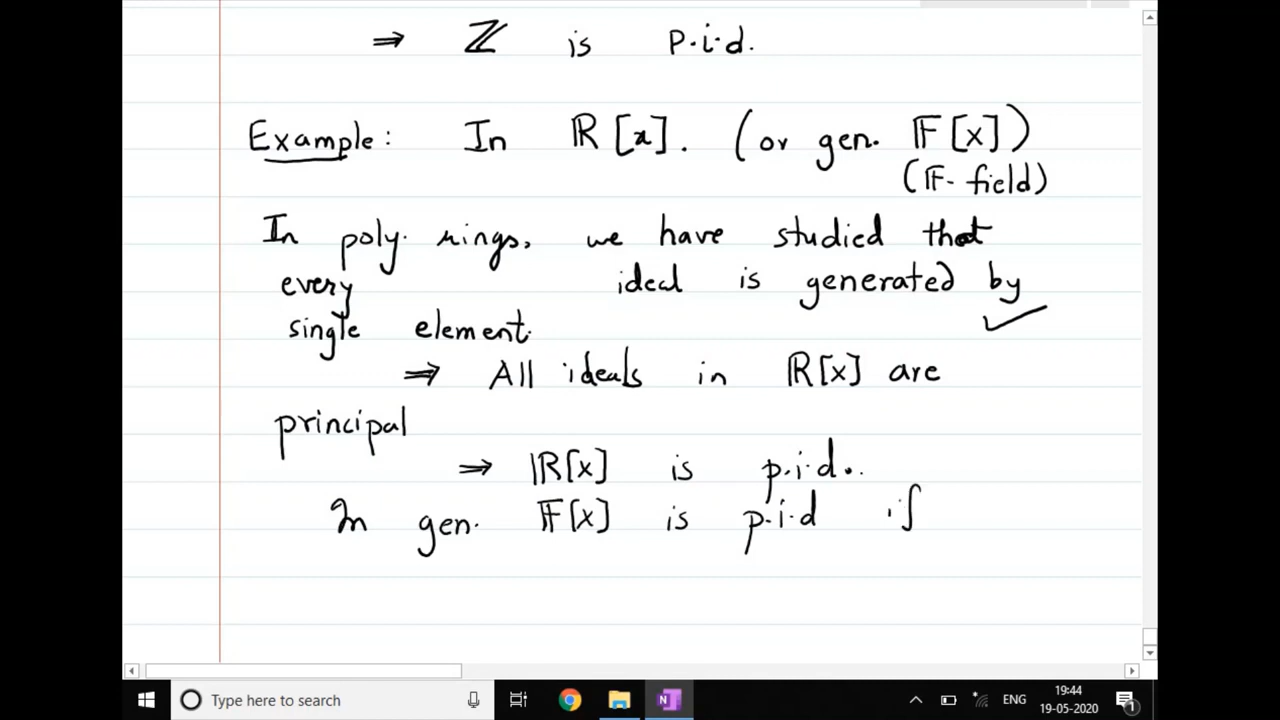 ⇒ ℤ is p.i.d.
Example: In ℝ[x]. (or gen. 𝔽[x])
(𝔽- field)
In poly. rings, we have studied that
every ideal is generated by
single element.
⇒ All ideals in ℝ[x] are
principal
⇒ ℝ[x] is p.i.d.
In gen. 𝔽[x] is p.i.d if
Type here to search
ENG
19:44
19-05-2020
1